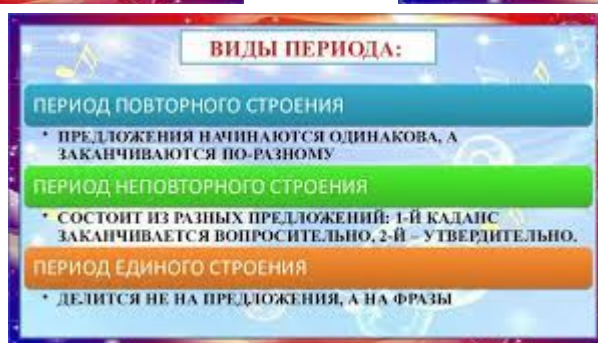 ВИДЫ ПЕРИОДА:
ПЕРИОД ПОВТОРНОГО СТРОЕНИЯ
• ПРЕДЛОЖЕНИЯ НАЧИНАЮТСЯ ОДИНАКОВА, А
ЗАКАНЧИВАЮТСЯ ПО-РАЗНОМУ
ПЕРИОД НЕПОВТОРНОГО СТРОЕНИЯ
• СОСТОИТ ИЗ РАЗНЫХ ПРЕДЛОЖЕНИЙ: 1-Й КАДАНС
ЗАКАНЧИВАЕТСЯ ВОПРОСИТЕЛЬНО, 2-Й – УТВЕРДИТЕЛЬНО.
ПЕРИОД ЕДИНОГО СТРОЕНИЯ
• ДЕЛИТСЯ НЕ НА ПРЕДЛОЖЕНИЯ, А НА ФРАЗЫ